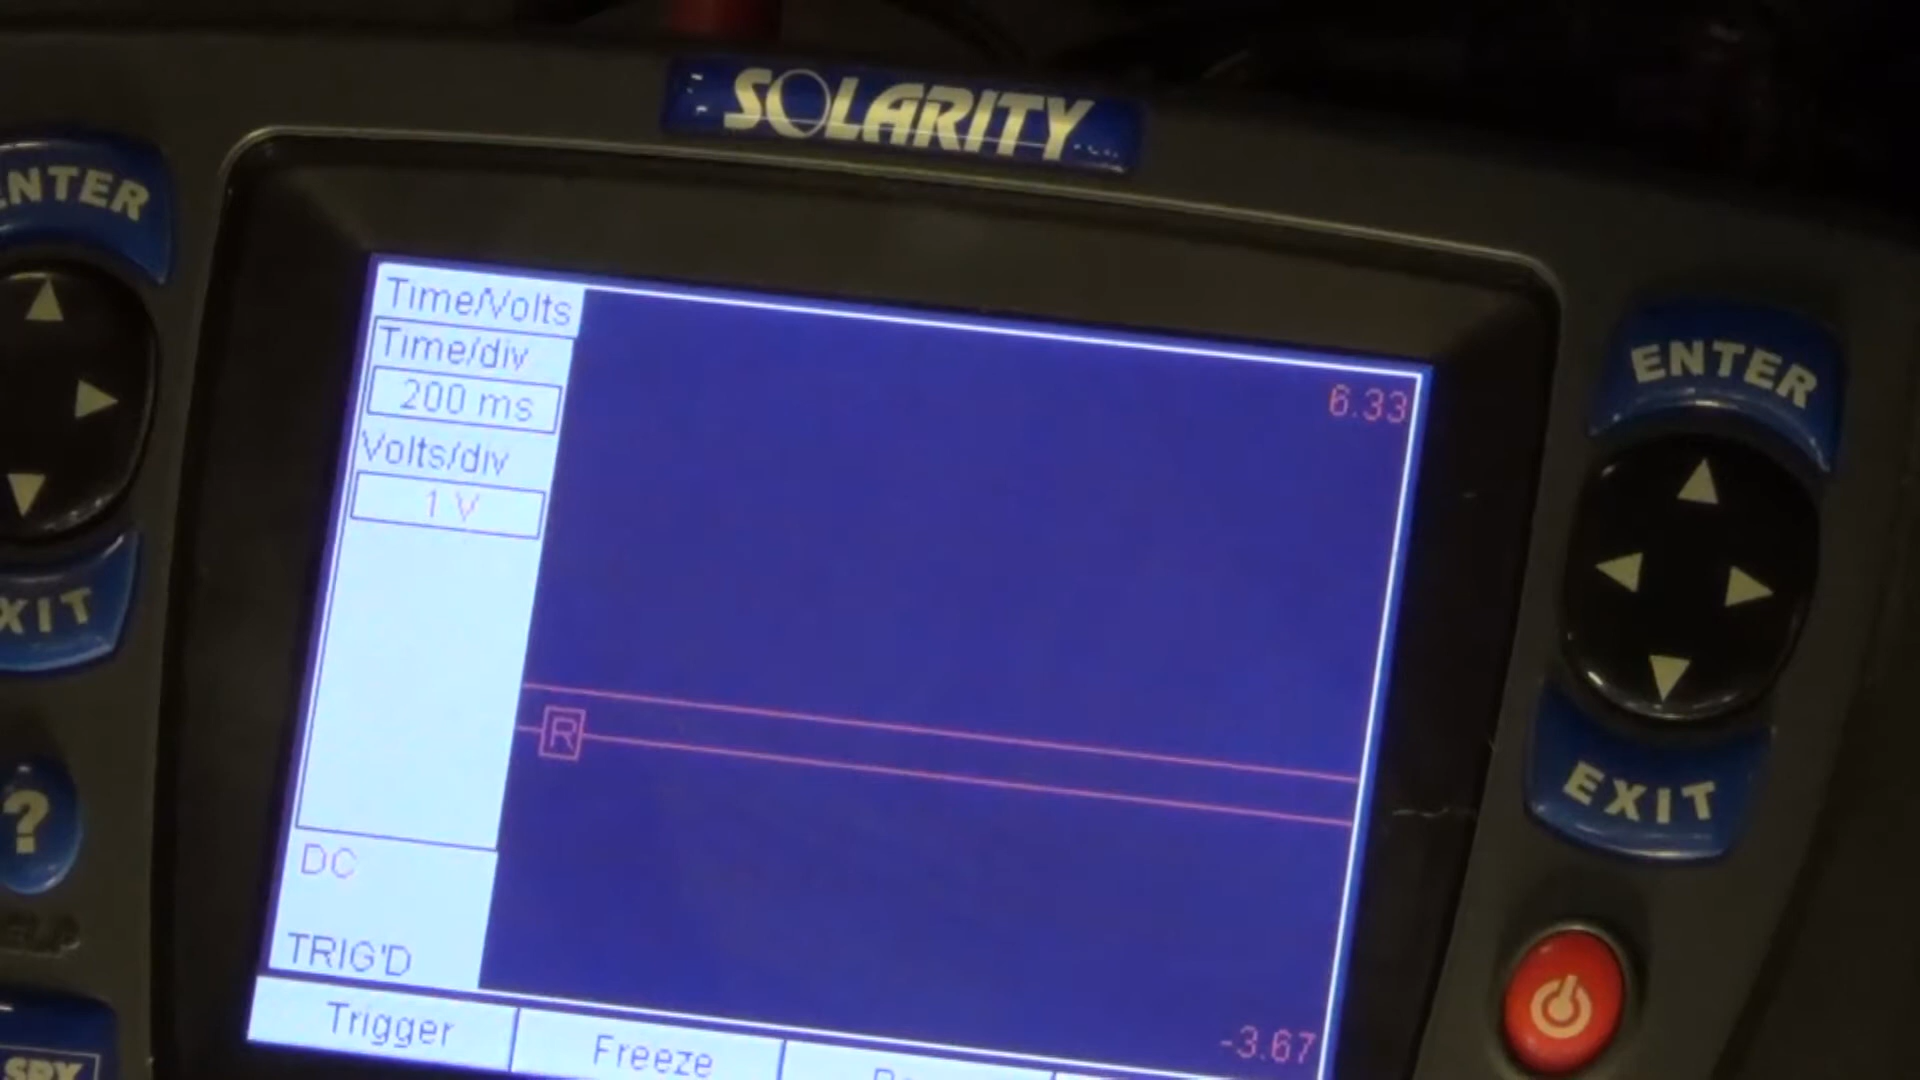 SOLARITY
ENTER
Time/Volts
Time/div
200 ms
Volts/div
1 V
6.33
ENTER
R
EXIT
EXIT
?
HELP
DC
TRIG'D
-3.67
Trigger
Freeze